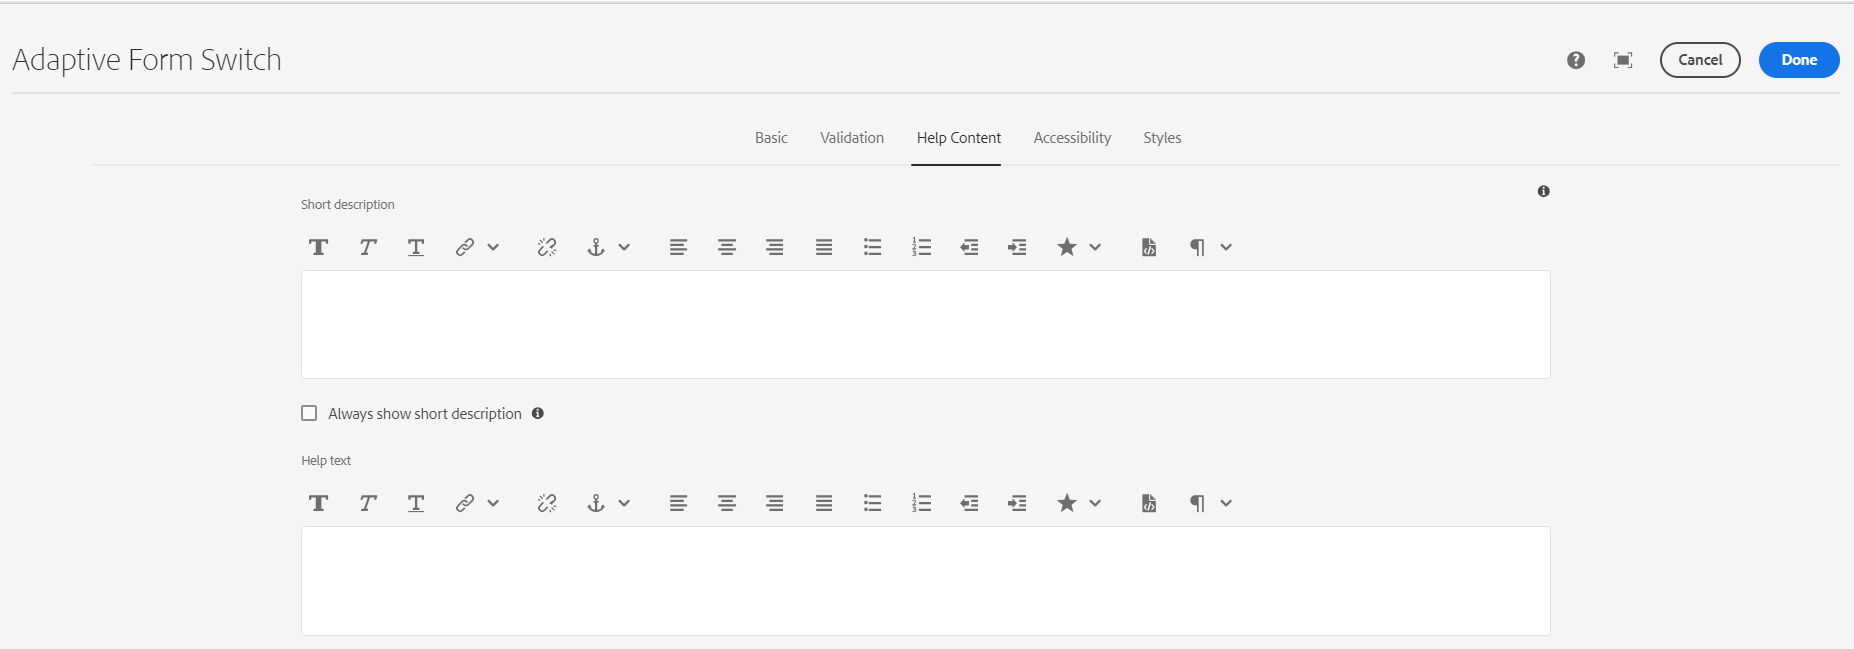 Adaptive Form Switch
Cancel
Done
Basic
Validation
Help Content
Accessibility
Styles
Short description
Always show short description
Help text